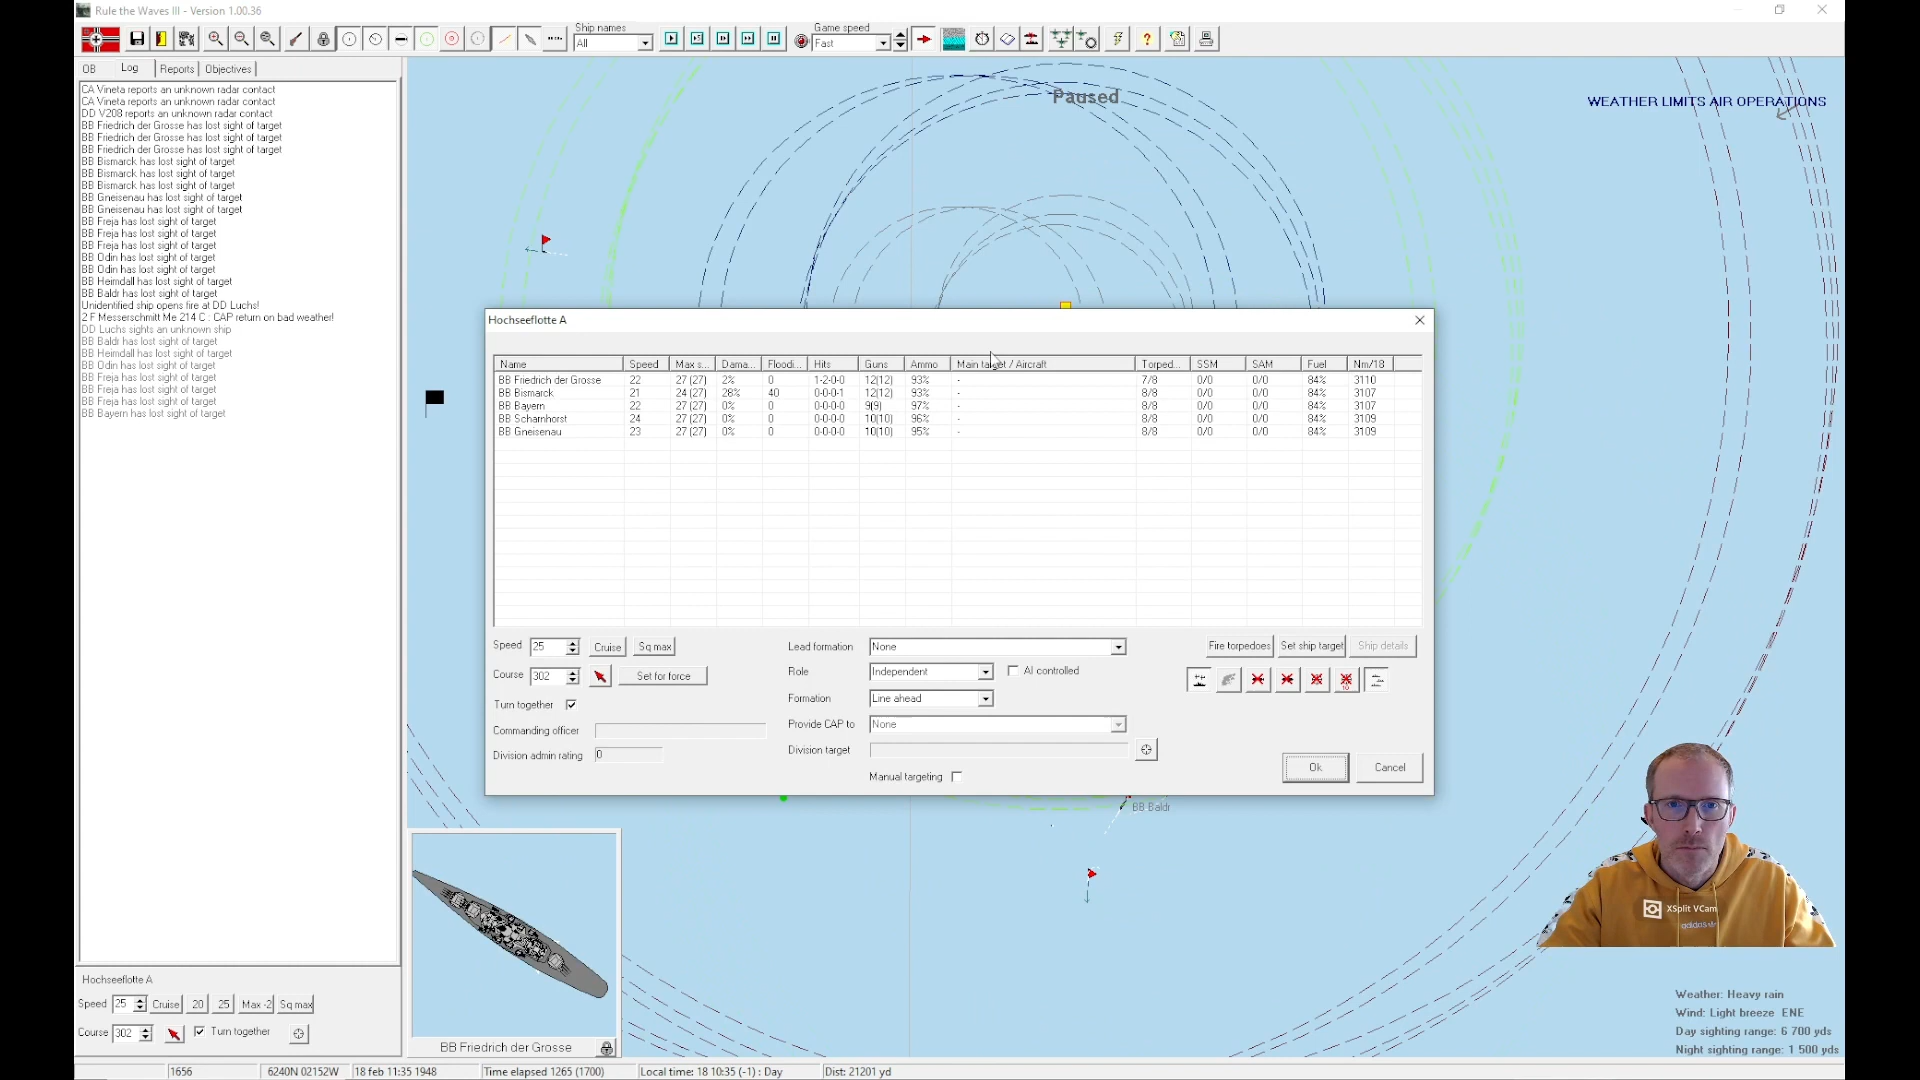 Rule the Waves III - Version 1.00.36
Ship names
All
Game speed
Fast
OB Log Reports Objectives
CA Vineta reports an unknown radar contact
CA Vineta reports an unknown radar contact
DD V208 reports an unknown radar contact
BB Friedrich der Grosse has lost sight of target
BB Friedrich der Grosse has lost sight of target
BB Friedrich der Grosse has lost sight of target
BB Bismarck has lost sight of target
BB Bismarck has lost sight of target
BB Bismarck has lost sight of target
BB Gneisenau has lost sight of target
BB Gneisenau has lost sight of target
BB Freja has lost sight of target
BB Freja has lost sight of target
BB Freja has lost sight of target
BB Odin has lost sight of target
BB Odin has lost sight of target
BB Heimdall has lost sight of target
BB Baldr has lost sight of target
Unidentified ship opens fire at DD Luchs!
2 F Messerschmitt Me 214 C : CAP return on bad weather!
DD Luchs sights an unknown ship
BB Baldr has lost sight of target
BB Heimdall has lost sight of target
BB Odin has lost sight of target
BB Freja has lost sight of target
BB Freja has lost sight of target
BB Freja has lost sight of target
BB Bayern has lost sight of target
Paused
WEATHER LIMITS AIR OPERATIONS
Hochseeflotte A
Name Speed Max s... Dama... Floodi... Hits Guns Ammo Main target / Aircraft Torped... SSM SAM Fuel Nm/18
BB Friedrich der Grosse 22 27 (27) 2% 0 1-2-0-0 12(12) 93% - 7/8 0/0 0/0 84% 3110
BB Bismarck 21 24 (27) 28% 40 0-0-0-1 12(12) 93% - 8/8 0/0 0/0 84% 3107
BB Bayern 22 27 (27) 0% 0 0-0-0-0 9(9) 97% - 8/8 0/0 0/0 84% 3107
BB Scharnhorst 24 27 (27) 0% 0 0-0-0-0 10(10) 96% - 8/8 0/0 0/0 84% 3109
BB Gneisenau 23 27 (27) 0% 0 0-0-0-0 10(10) 95% - 8/8 0/0 0/0 84% 3109
Speed 25 Cruise Sq max
Course 302 Set for force
Turn together
Commanding officer
Division admin rating 0
Lead formation None
Role Independent AI controlled
Formation Line ahead
Provide CAP to None
Division target
Manual targeting
Fire torpedoes Set ship target Ship details
10
Ok Cancel
BB Baldr
XSplit VCam
adidas
Hochseeflotte A
Speed 25 Cruise 20 25 Max -2 Sq max
Course 302 Turn together
BB Friedrich der Grosse
Weather: Heavy rain
Wind: Light breeze ENE
Day sighting range: 6 700 yds
Night sighting range: 1 500 yds
1656 6240N 02152W 18 feb 11:35 1948 Time elapsed 1265 (1700) Local time: 18 10:35 (-1) : Day Dist: 21201 yd